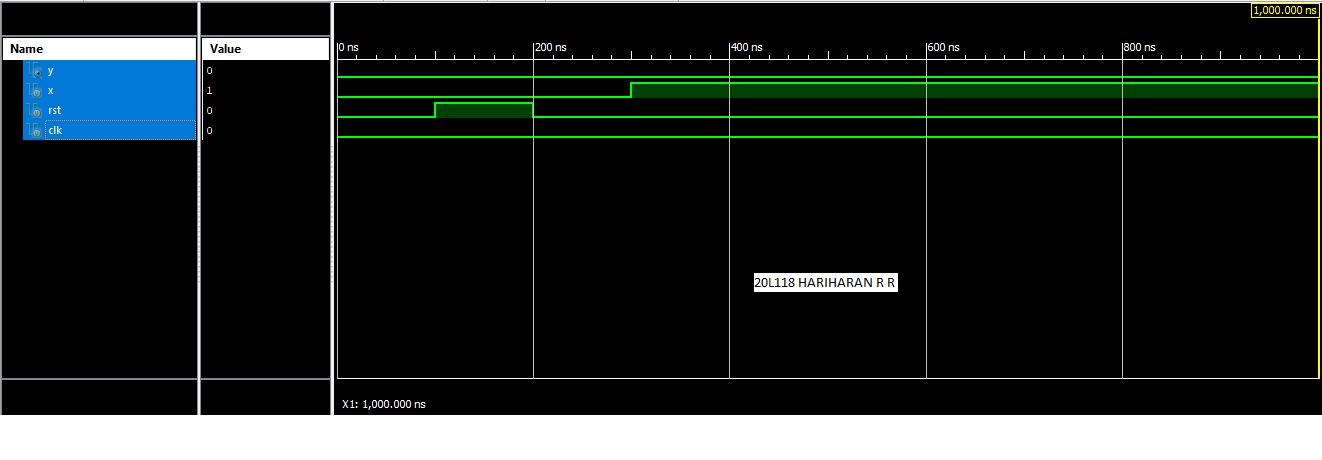 1,000.000 ns
Name Value
0 ns 200 ns 400 ns 600 ns 800 ns
y 0
x 1
rst 0
clk 0
20L118 HARIHARAN R R
X1: 1,000.000 ns